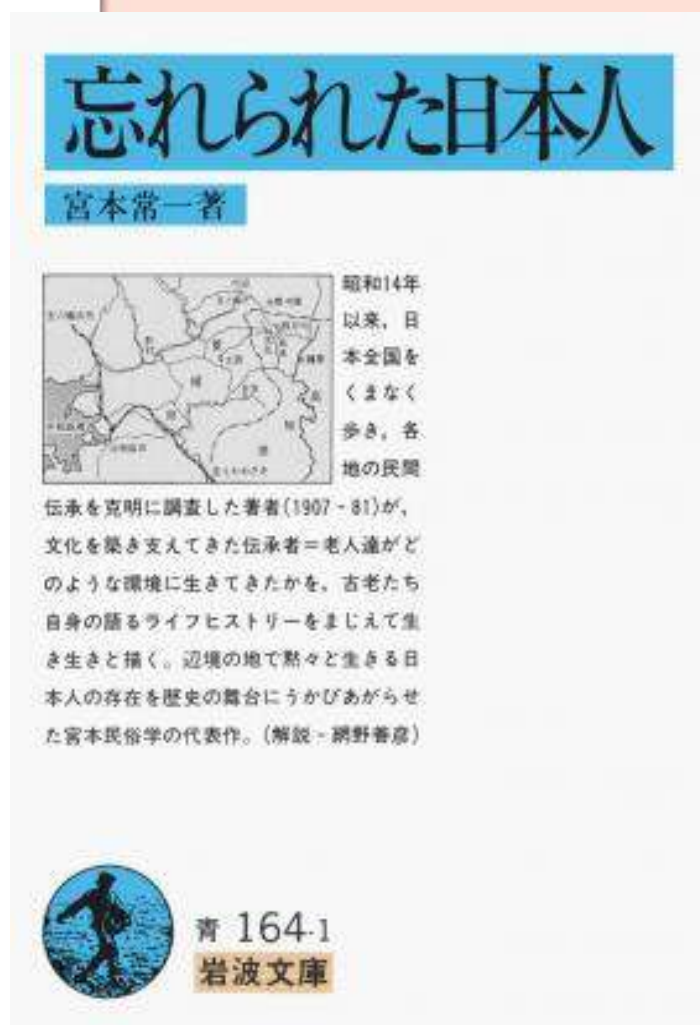 忘れられた日本人
宮本常一著
昭和14年
以来、日
本全国を
くまなく
歩き、各
地の民間
伝承を克明に調査した著者(1907-81)が、
文化を築き支えてきた伝承者=老人達がど
のような環境に生きてきたかを、古老たち
自身の語るライフヒストリーをまじえて生
き生きと描く。辺境の地で黙々と生きる日
本人の存在を歴史の舞台にうかびあがらせ
た宮本民俗学の代表作。(解説-網野善彦)
青 164-1
岩波文庫